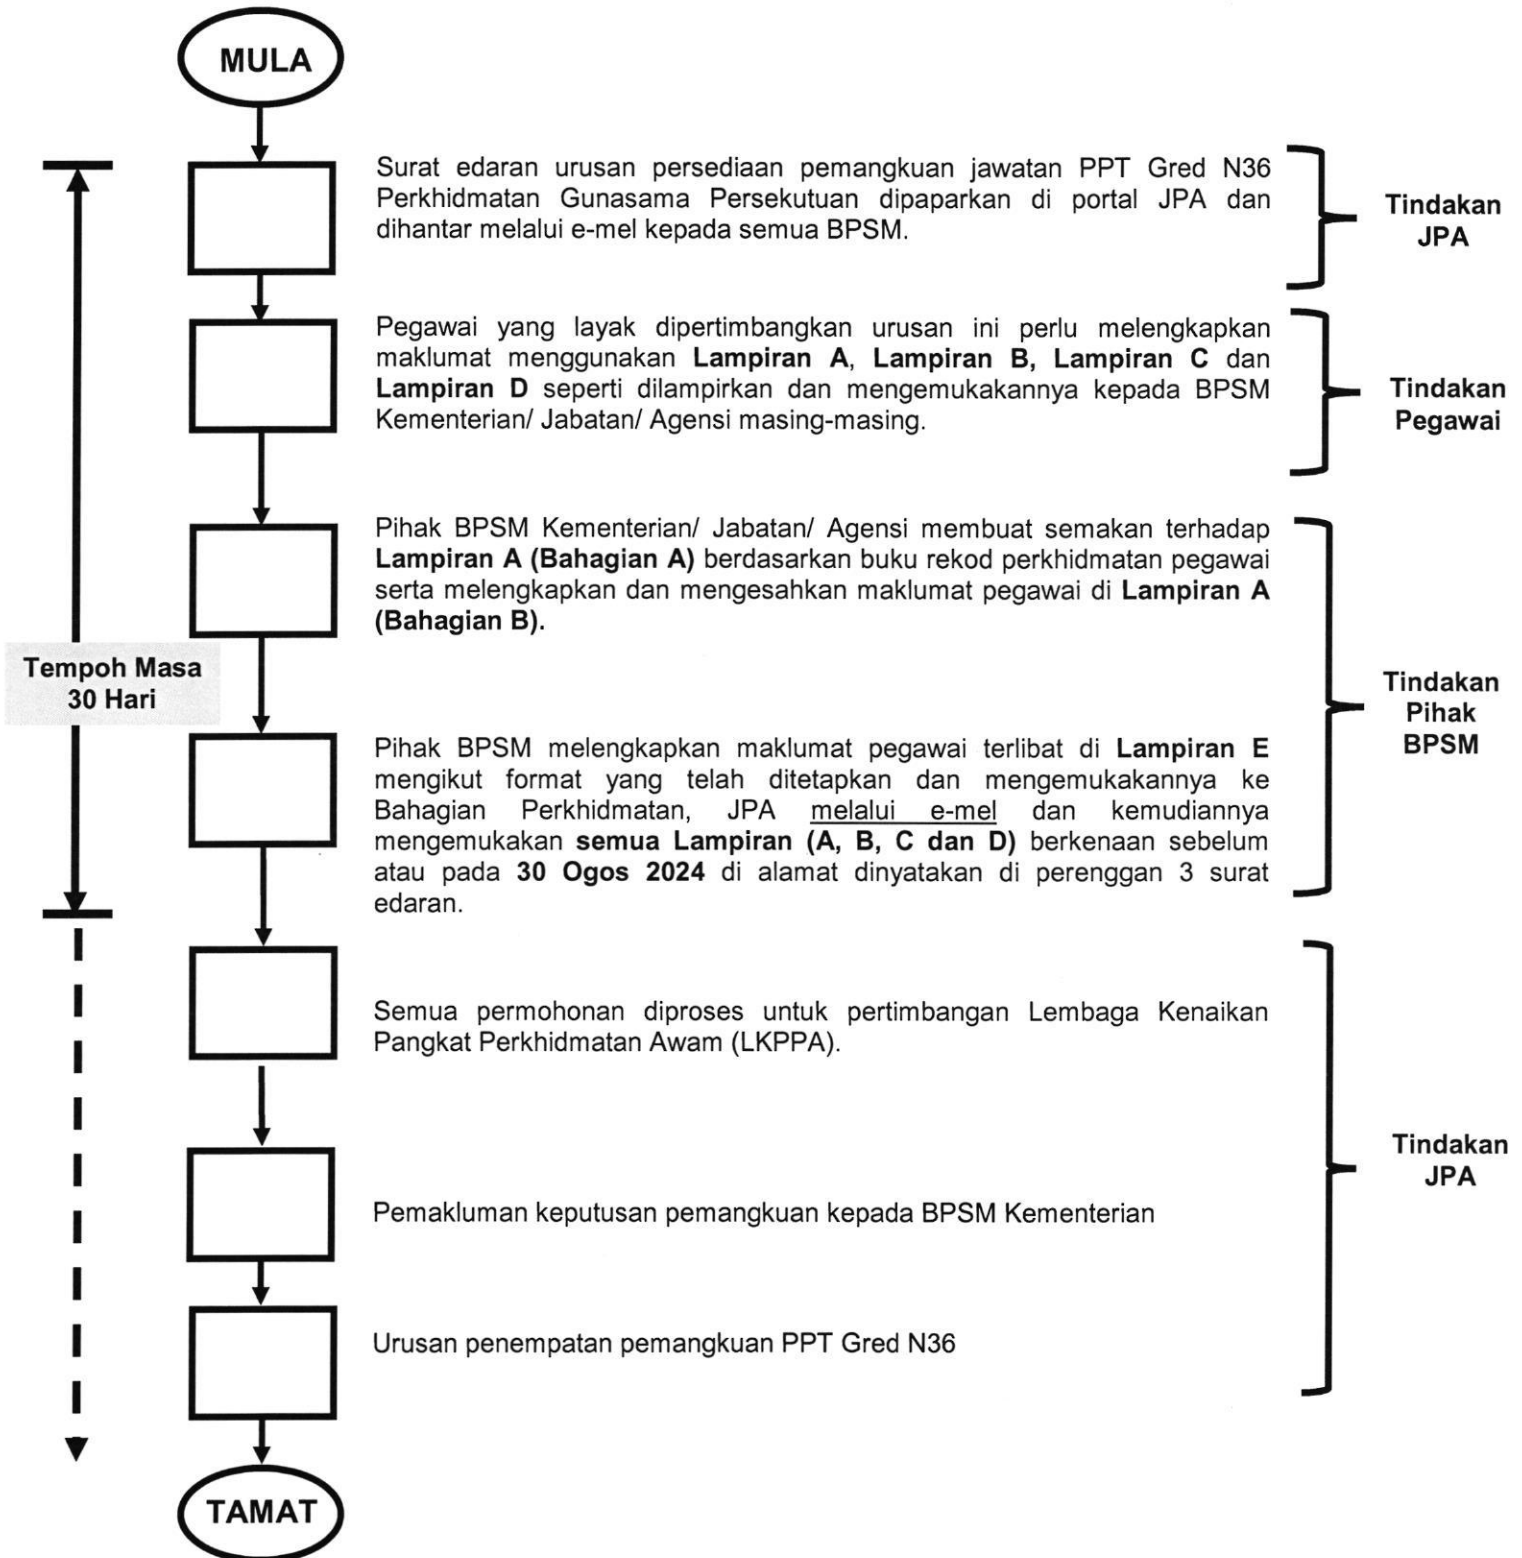 MULA
Surat edaran urusan persediaan pemangkuan jawatan PPT Gred N36
Perkhidmatan Gunasama Persekutuan dipaparkan di portal JPA dan
dihantar melalui e-mel kepada semua BPSM.
Tindakan
JPA
Pegawai yang layak dipertimbangkan urusan ini perlu melengkapkan
maklumat menggunakan Lampiran A, Lampiran B, Lampiran C dan
Lampiran D seperti dilampirkan dan mengemukakannya kepada BPSM
Kementerian/ Jabatan/ Agensi masing-masing.
Tindakan
Pegawai
Pihak BPSM Kementerian/ Jabatan/ Agensi membuat semakan terhadap
Lampiran A (Bahagian A) berdasarkan buku rekod perkhidmatan pegawai
serta melengkapkan dan mengesahkan maklumat pegawai di Lampiran A
(Bahagian B).
Tempoh Masa
30 Hari
Tindakan
Pihak
BPSM
Pihak BPSM melengkapkan maklumat pegawai terlibat di Lampiran E
mengikut format yang telah ditetapkan dan mengemukakannya ke
Bahagian Perkhidmatan, JPA melalui e-mel dan kemudiannya
mengemukakan semua Lampiran (A, B, C dan D) berkenaan sebelum
atau pada 30 Ogos 2024 di alamat dinyatakan di perenggan 3 surat
edaran.
Semua permohonan diproses untuk pertimbangan Lembaga Kenaikan
Pangkat Perkhidmatan Awam (LKPPA).
Tindakan
JPA
Pemakluman keputusan pemangkuan kepada BPSM Kementerian
Urusan penempatan pemangkuan PPT Gred N36
TAMAT